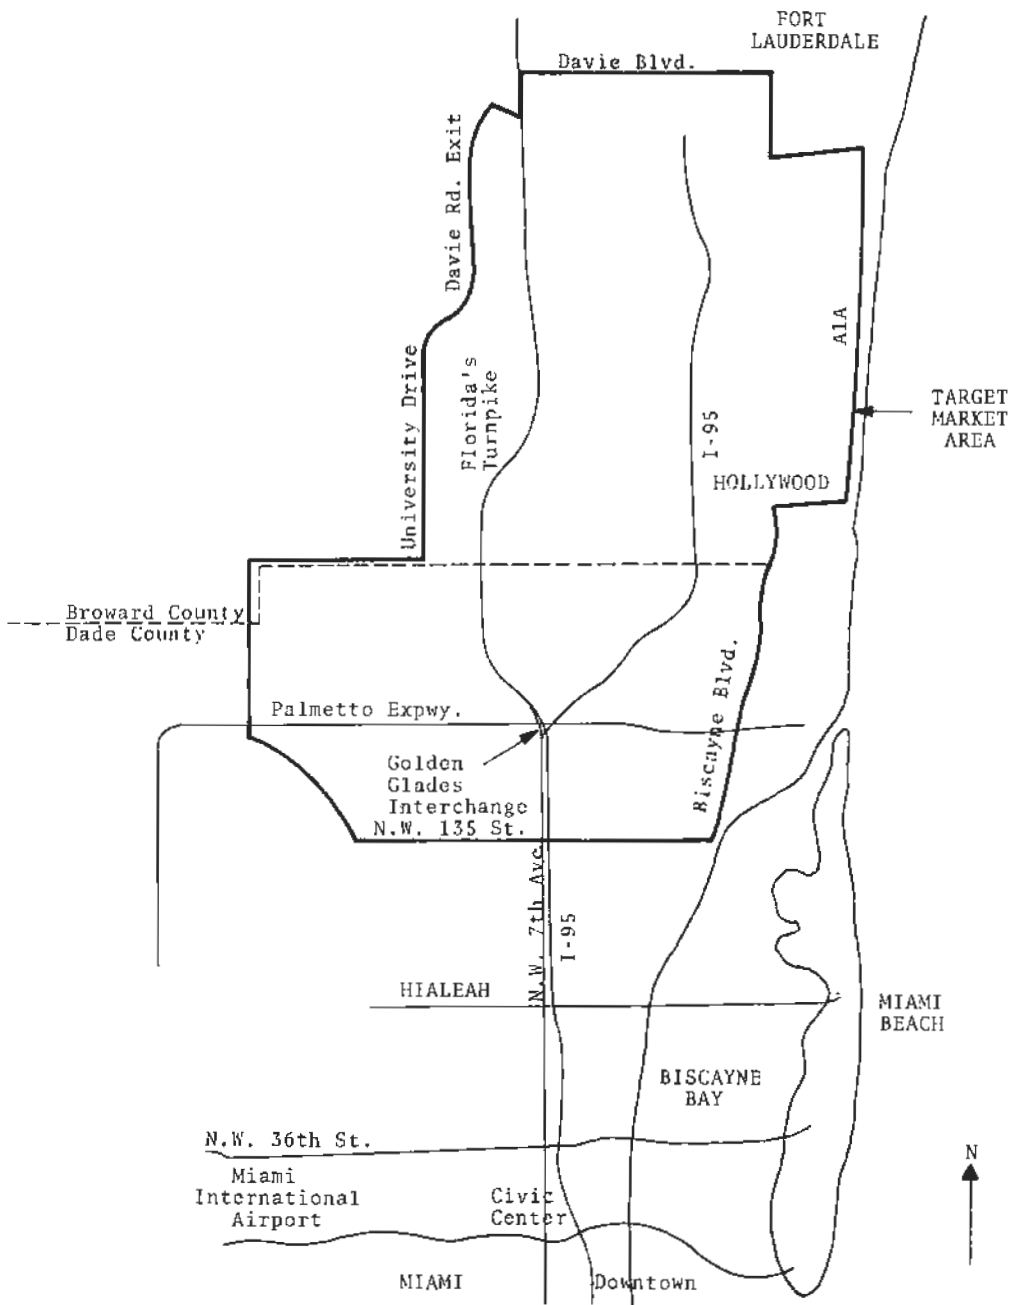 FORT
LAUDERDALE
Davie Blvd.
Davie Rd. Exit
A1A
University Drive
Florida's
Turnpike
I-95
TARGET
MARKET
AREA
HOLLYWOOD
Broward County
Dade County
Biscayne Blvd.
Palmetto Expwy.
Golden
Glades
Interchange
N.W. 135 St.
N.W. 7th Ave.
I-95
HIALEAH
MIAMI
BEACH
BISCAYNE
BAY
N.W. 36th St.
N
Miami
International
Airport
Civic
Center
MIAMI
Downtown